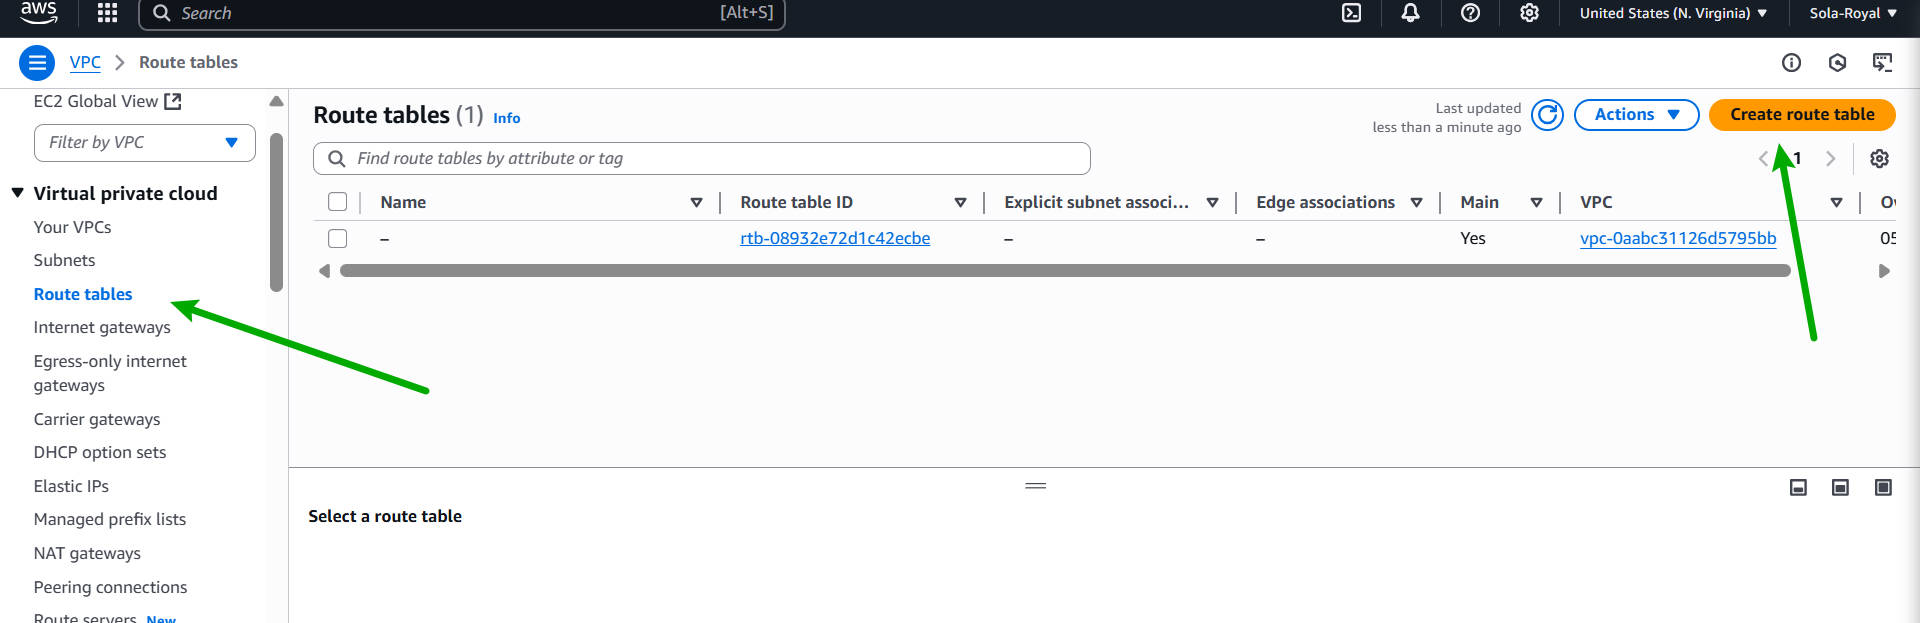 aws
Search [Alt+S] United States (N. Virginia) Sola-Royal
VPC Route tables
EC2 Global View
Filter by VPC
Virtual private cloud
Your VPCs
Subnets
Route tables
Internet gateways
Egress-only internet
gateways
Carrier gateways
DHCP option sets
Elastic IPs
Managed prefix lists
NAT gateways
Peering connections
Route servers New
Route tables (1) Info
Last updated
less than a minute ago
Actions
Create route table
Find route tables by attribute or tag
1
Name Route table ID Explicit subnet associ... Edge associations Main VPC
– rtb-08932e72d1c42ecbe – – Yes vpc-0aabc31126d5795bb 05
Select a route table